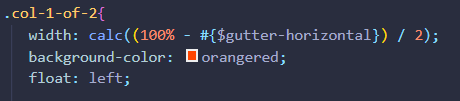 .col-1-of-2{
width: calc((100% - #{$gutter-horizontal}) / 2);
background-color: orangered;
float: left;